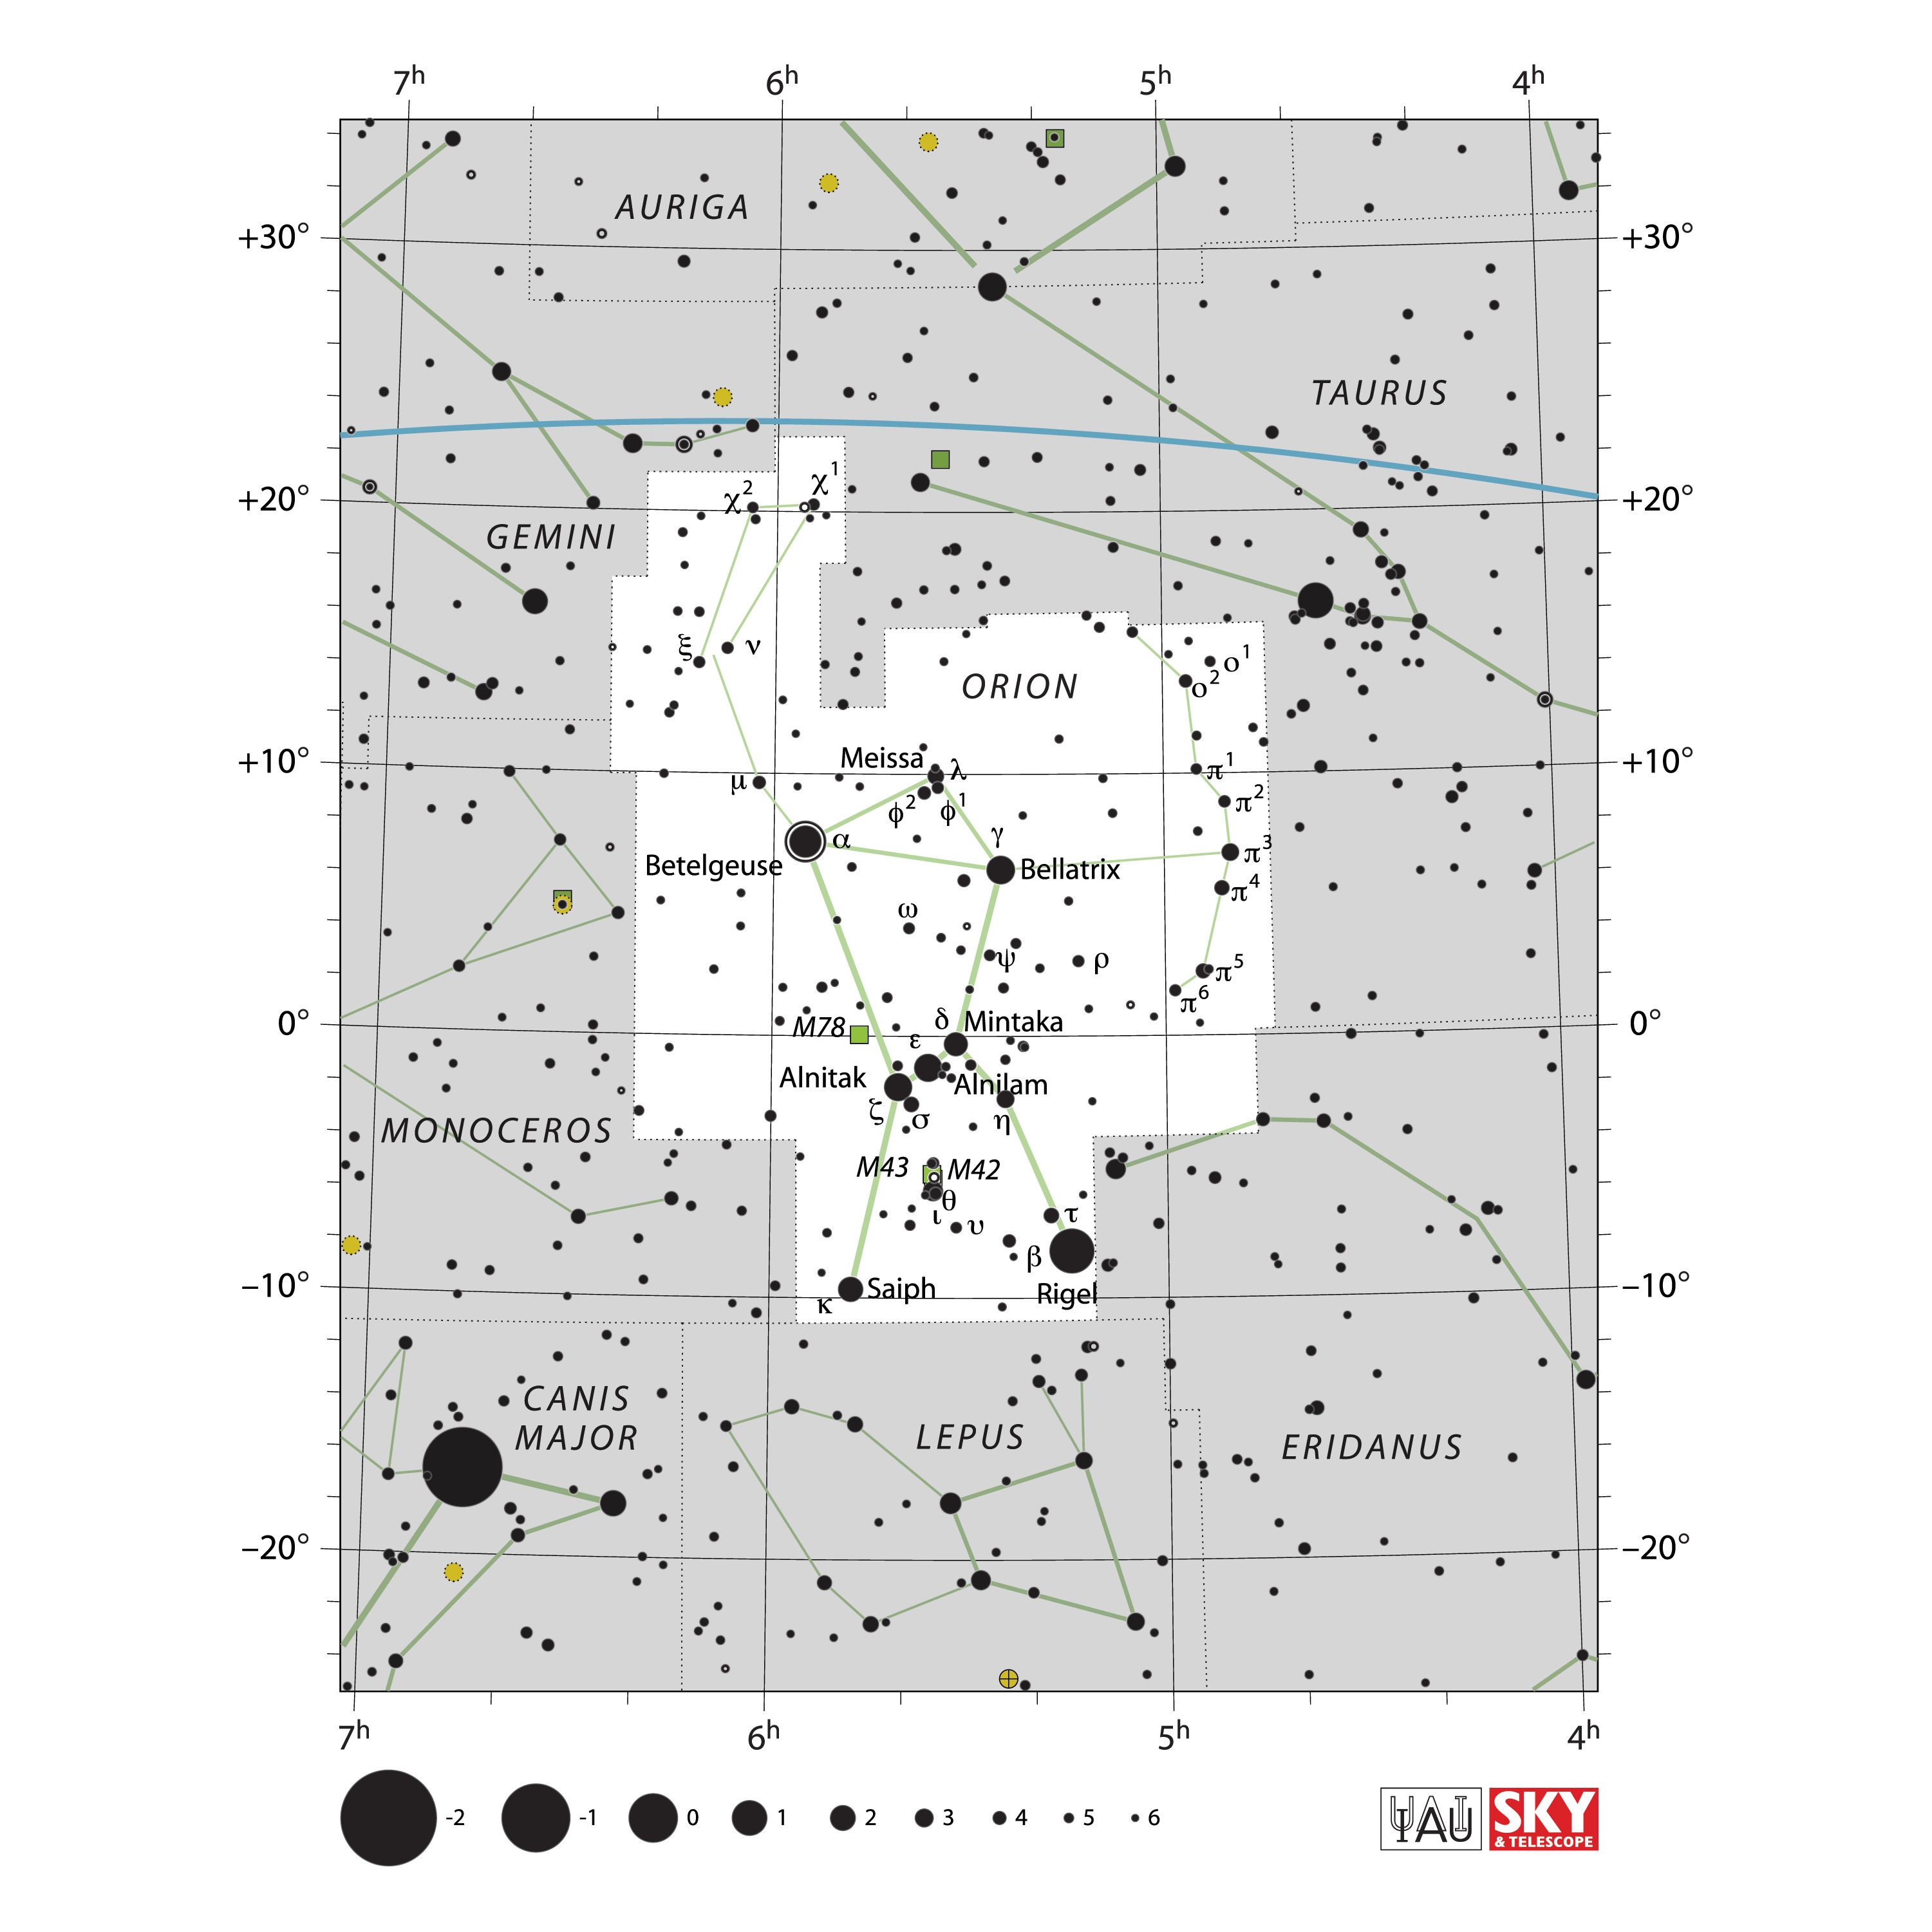 7h 6h 5h 4h
AURIGA
+30° +30°
TAURUS
χ1
χ2
+20° +20°
GEMINI
ξ ν
ο1
ORION
ο2
Meissa λ
+10° +10°
π1
μ
φ2 φ1
π2
α γ
π3
Betelgeuse Bellatrix
π4
ω
ψ ρ
π5
π6
M78 δ Mintaka
0° 0°
ε
Alnitak Alnilam
ζ σ η
MONOCEROS
M43 M42
θ
ι υ τ
β
κ Saiph Rigel
–10° –10°
CANIS
MAJOR
LEPUS
ERIDANUS
–20° –20°
7h 6h 5h 4h
-2 -1 0 1 2 3 4 5 6
IAU
SKY
& TELESCOPE